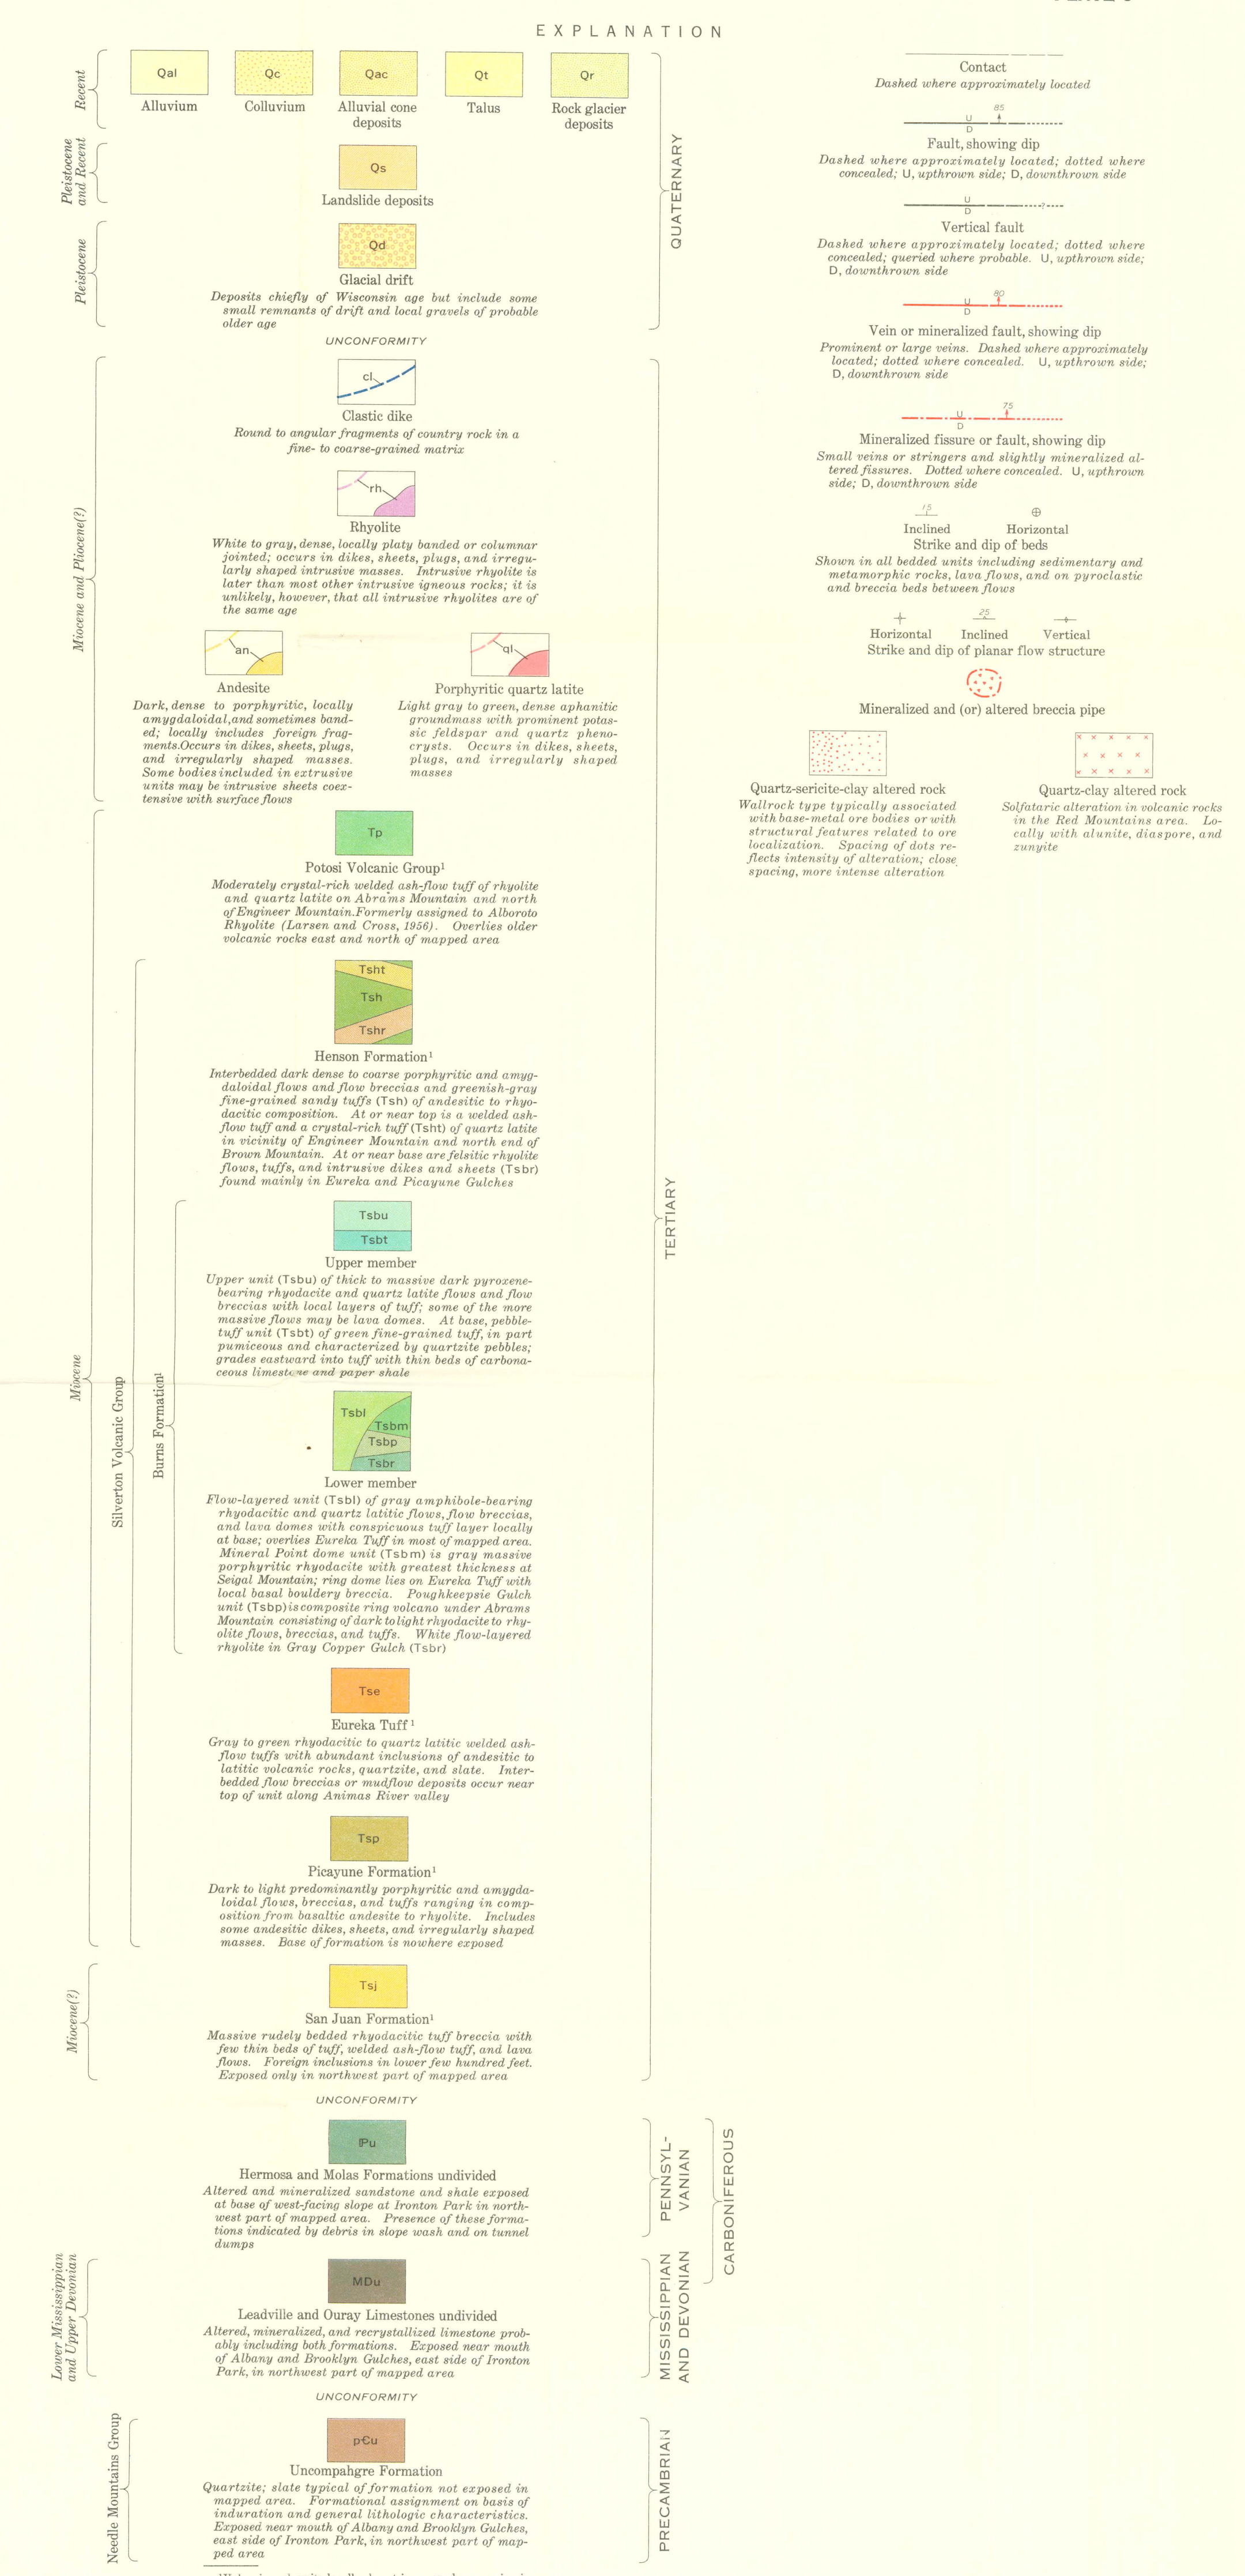 EXPLANATION
Recent
Qal
Alluvium
Qc
Colluvium
Qac
Alluvial cone
deposits
Qt
Talus
Qr
Rock glacier
deposits
Pleistocene
and Recent
Qs
Landslide deposits
Pleistocene
Qd
Glacial drift
Deposits chiefly of Wisconsin age but include some
small remnants of drift and local gravels of probable
older age
QUATERNARY
UNCONFORMITY
Miocene and Pliocene(?)
cl
Clastic dike
Round to angular fragments of country rock in a
fine- to coarse-grained matrix
rh
Rhyolite
White to gray, dense, locally platy banded or columnar
jointed; occurs in dikes, sheets, plugs, and irregu-
larly shaped intrusive masses. Intrusive rhyolite is
later than most other intrusive igneous rocks; it is
unlikely, however, that all intrusive rhyolites are of
the same age
an
Andesite
Dark, dense to porphyritic, locally
amygdaloidal, and sometimes band-
ed; locally includes foreign frag-
ments. Occurs in dikes, sheets, plugs,
and irregularly shaped masses.
Some bodies included in extrusive
units may be intrusive sheets coex-
tensive with surface flows
ql
Porphyritic quartz latite
Light gray to green, dense aphanitic
groundmass with prominent potas-
sic feldspar and quartz pheno-
crysts. Occurs in dikes, sheets,
plugs, and irregularly shaped
masses
Miocene
Tp
Potosi Volcanic Group¹
Moderately crystal-rich welded ash-flow tuff of rhyolite
and quartz latite on Abrams Mountain and north
of Engineer Mountain. Formerly assigned to Alboroto
Rhyolite (Larsen and Cross, 1956). Overlies older
volcanic rocks east and north of mapped area
Silverton Volcanic Group
Tsht
Tsh
Tshr
Henson Formation¹
Interbedded dark dense to coarse porphyritic and amyg-
daloidal flows and flow breccias and greenish-gray
fine-grained sandy tuffs (Tsh) of andesitic to rhyo-
dacitic composition. At or near top is a welded ash-
flow tuff and a crystal-rich tuff (Tsht) of quartz latite
in vicinity of Engineer Mountain and north end of
Brown Mountain. At or near base are felsitic rhyolite
flows, tuffs, and intrusive dikes and sheets (Tsbr)
found mainly in Eureka and Picayune Gulches
TERTIARY
Burns Formation¹
Tsbu
Tsbt
Upper member
Upper unit (Tsbu) of thick to massive dark pyroxene-
bearing rhyodacite and quartz latite flows and flow
breccias with local layers of tuff; some of the more
massive flows may be lava domes. At base, pebble-
tuff unit (Tsbt) of green fine-grained tuff, in part
pumiceous and characterized by quartzite pebbles;
grades eastward into tuff with thin beds of carbona-
ceous limestone and paper shale
Tsbl
Tsbm
Tsbp
Tsbr
Lower member
Flow-layered unit (Tsbl) of gray amphibole-bearing
rhyodacitic and quartz latitic flows, flow breccias,
and lava domes with conspicuous tuff layer locally
at base; overlies Eureka Tuff in most of mapped area.
Mineral Point dome unit (Tsbm) is gray massive
porphyritic rhyodacite with greatest thickness at
Seigal Mountain; ring dome lies on Eureka Tuff with
local basal bouldery breccia. Poughkeepsie Gulch
unit (Tsbp) is composite ring volcano under Abrams
Mountain consisting of dark to light rhyodacite to rhy-
olite flows, breccias, and tuffs. White flow-layered
rhyolite in Gray Copper Gulch (Tsbr)
Tse
Eureka Tuff¹
Gray to green rhyodacitic to quartz latitic welded ash-
flow tuffs with abundant inclusions of andesitic to
latitic volcanic rocks, quartzite, and slate. Inter-
bedded flow breccias or mudflow deposits occur near
top of unit along Animas River valley
Tsp
Picayune Formation¹
Dark to light predominantly porphyritic and amygda-
loidal flows, breccias, and tuffs ranging in comp-
osition from basaltic andesite to rhyolite. Includes
some andesitic dikes, sheets, and irregularly shaped
masses. Base of formation is nowhere exposed
Miocene(?)
Tsj
San Juan Formation¹
Massive rudely bedded rhyodacitic tuff breccia with
few thin beds of tuff, welded ash-flow tuff, and lava
flows. Foreign inclusions in lower few hundred feet.
Exposed only in northwest part of mapped area
UNCONFORMITY
ℙu
Hermosa and Molas Formations undivided
Altered and mineralized sandstone and shale exposed
at base of west-facing slope at Ironton Park in north-
west part of mapped area. Presence of these forma-
tions indicated by debris in slope wash and on tunnel
dumps
PENNSYL-
VANIAN
CARBONIFEROUS
Lower Mississippian
and Upper Devonian
MDu
Leadville and Ouray Limestones undivided
Altered, mineralized, and recrystallized limestone prob-
ably including both formations. Exposed near mouth
of Albany and Brooklyn Gulches, east side of Ironton
Park, in northwest part of mapped area
MISSISSIPPIAN
AND DEVONIAN
UNCONFORMITY
Needle Mountains Group
p€u
Uncompahgre Formation
Quartzite; slate typical of formation not exposed in
mapped area. Formational assignment on basis of
induration and general lithologic characteristics.
Exposed near mouth of Albany and Brooklyn Gulches,
east side of Ironton Park, in northwest part of map-
ped area
PRECAMBRIAN
Contact
Dashed where approximately located
85
U
D
Fault, showing dip
Dashed where approximately located; dotted where
concealed; U, upthrown side; D, downthrown side
U
D
?
Vertical fault
Dashed where approximately located; dotted where
concealed; queried where probable. U, upthrown side;
D, downthrown side
80
U
D
Vein or mineralized fault, showing dip
Prominent or large veins. Dashed where approximately
located; dotted where concealed. U, upthrown side;
D, downthrown side
75
U
D
Mineralized fissure or fault, showing dip
Small veins or stringers and slightly mineralized al-
tered fissures. Dotted where concealed. U, upthrown
side; D, downthrown side
15
Inclined
Horizontal
Strike and dip of beds
Shown in all bedded units including sedimentary and
metamorphic rocks, lava flows, and on pyroclastic
and breccia beds between flows
25
Horizontal
Inclined
Vertical
Strike and dip of planar flow structure
Mineralized and (or) altered breccia pipe
Quartz-sericite-clay altered rock
Wallrock type typically associated
with base-metal ore bodies or with
structural features related to ore
localization. Spacing of dots re-
flects intensity of alteration; close
spacing, more intense alteration
Quartz-clay altered rock
Solfataric alteration in volcanic rocks
in the Red Mountains area. Lo-
cally with alunite, diaspore, and
zunyite